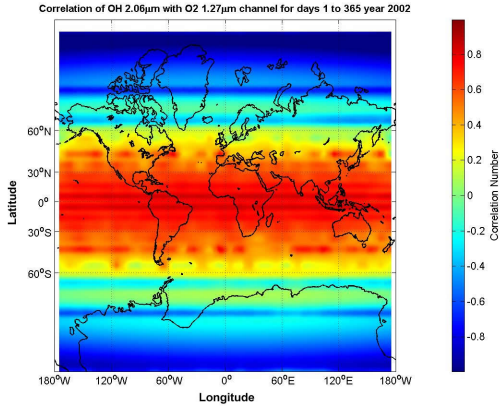 Correlation of OH 2.06μm with O2 1.27μm channel for days 1 to 365 year 2002
60°N
30°N
0°
30°S
60°S
180°W
120°W
60°W
0°
60°E
120°E
180°W
Latitude
Longitude
0.8
0.6
0.4
0.2
0
-0.2
-0.4
-0.6
-0.8
Correlation Number